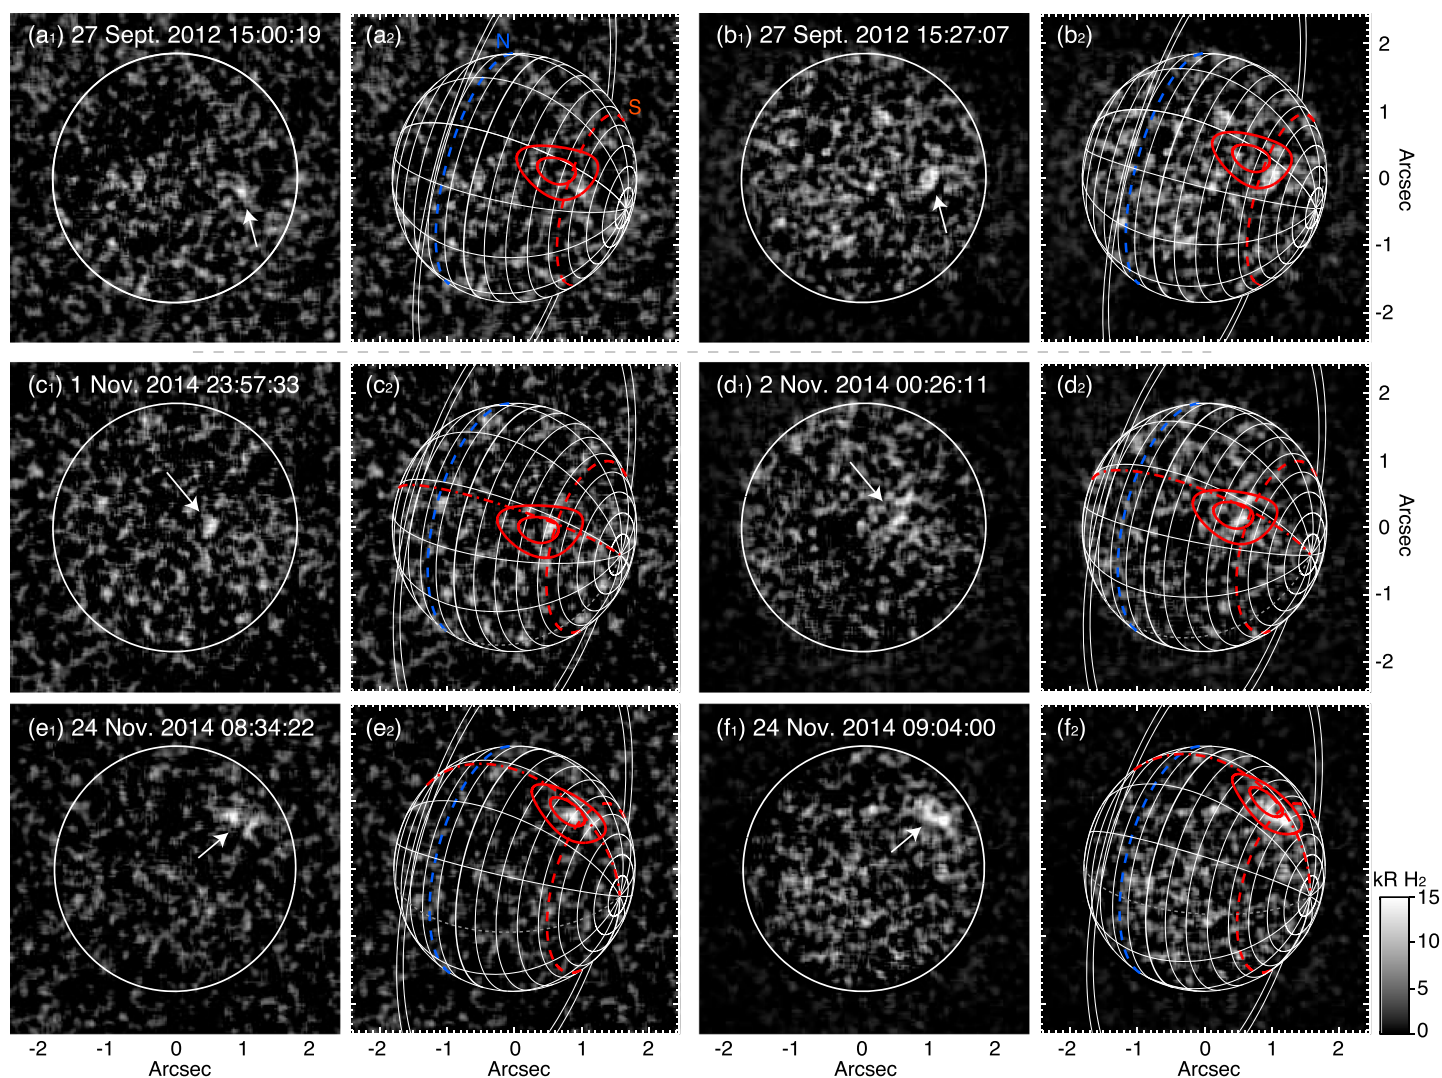 (a1) 27 Sept. 2012 15:00:19
(a2)
N
S
(b1) 27 Sept. 2012 15:27:07
(b2)
2
1
0
-1
-2
Arcsec
(c1) 1 Nov. 2014 23:57:33
(c2)
(d1) 2 Nov. 2014 00:26:11
(d2)
2
1
0
-1
-2
Arcsec
(e1) 24 Nov. 2014 08:34:22
(e2)
(f1) 24 Nov. 2014 09:04:00
(f2)
kR H2
15
10
5
0
-2 -1 0 1 2
Arcsec
-2 -1 0 1 2
Arcsec
-2 -1 0 1 2
Arcsec
-2 -1 0 1 2
Arcsec